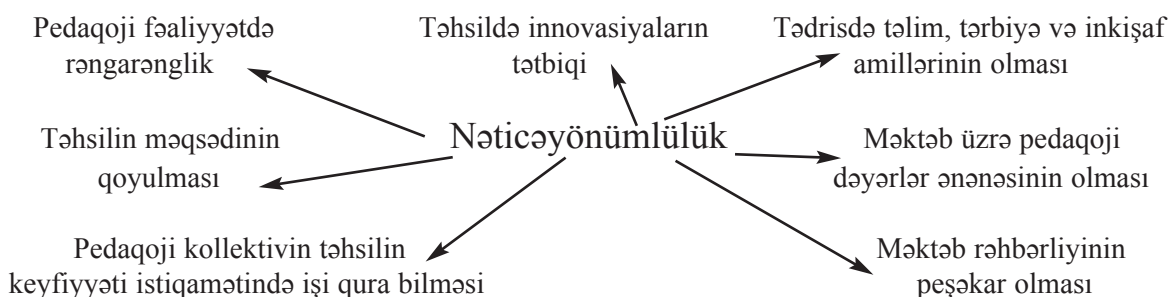 Pedaqoji fəaliyyətdə
rəngarənglik
Təhsildə innovasiyaların
tətbiqi
Tədrisdə təlim, tərbiyə və inkişaf
amillərinin olması
Nəticəyönümlülük
Təhsilin məqsədinin
qoyulması
Məktəb üzrə pedaqoji
dəyərlər ənənəsinin olması
Pedaqoji kollektivin təhsilin
keyfiyyəti istiqamətində işi qura bilməsi
Məktəb rəhbərliyinin
peşəkar olması